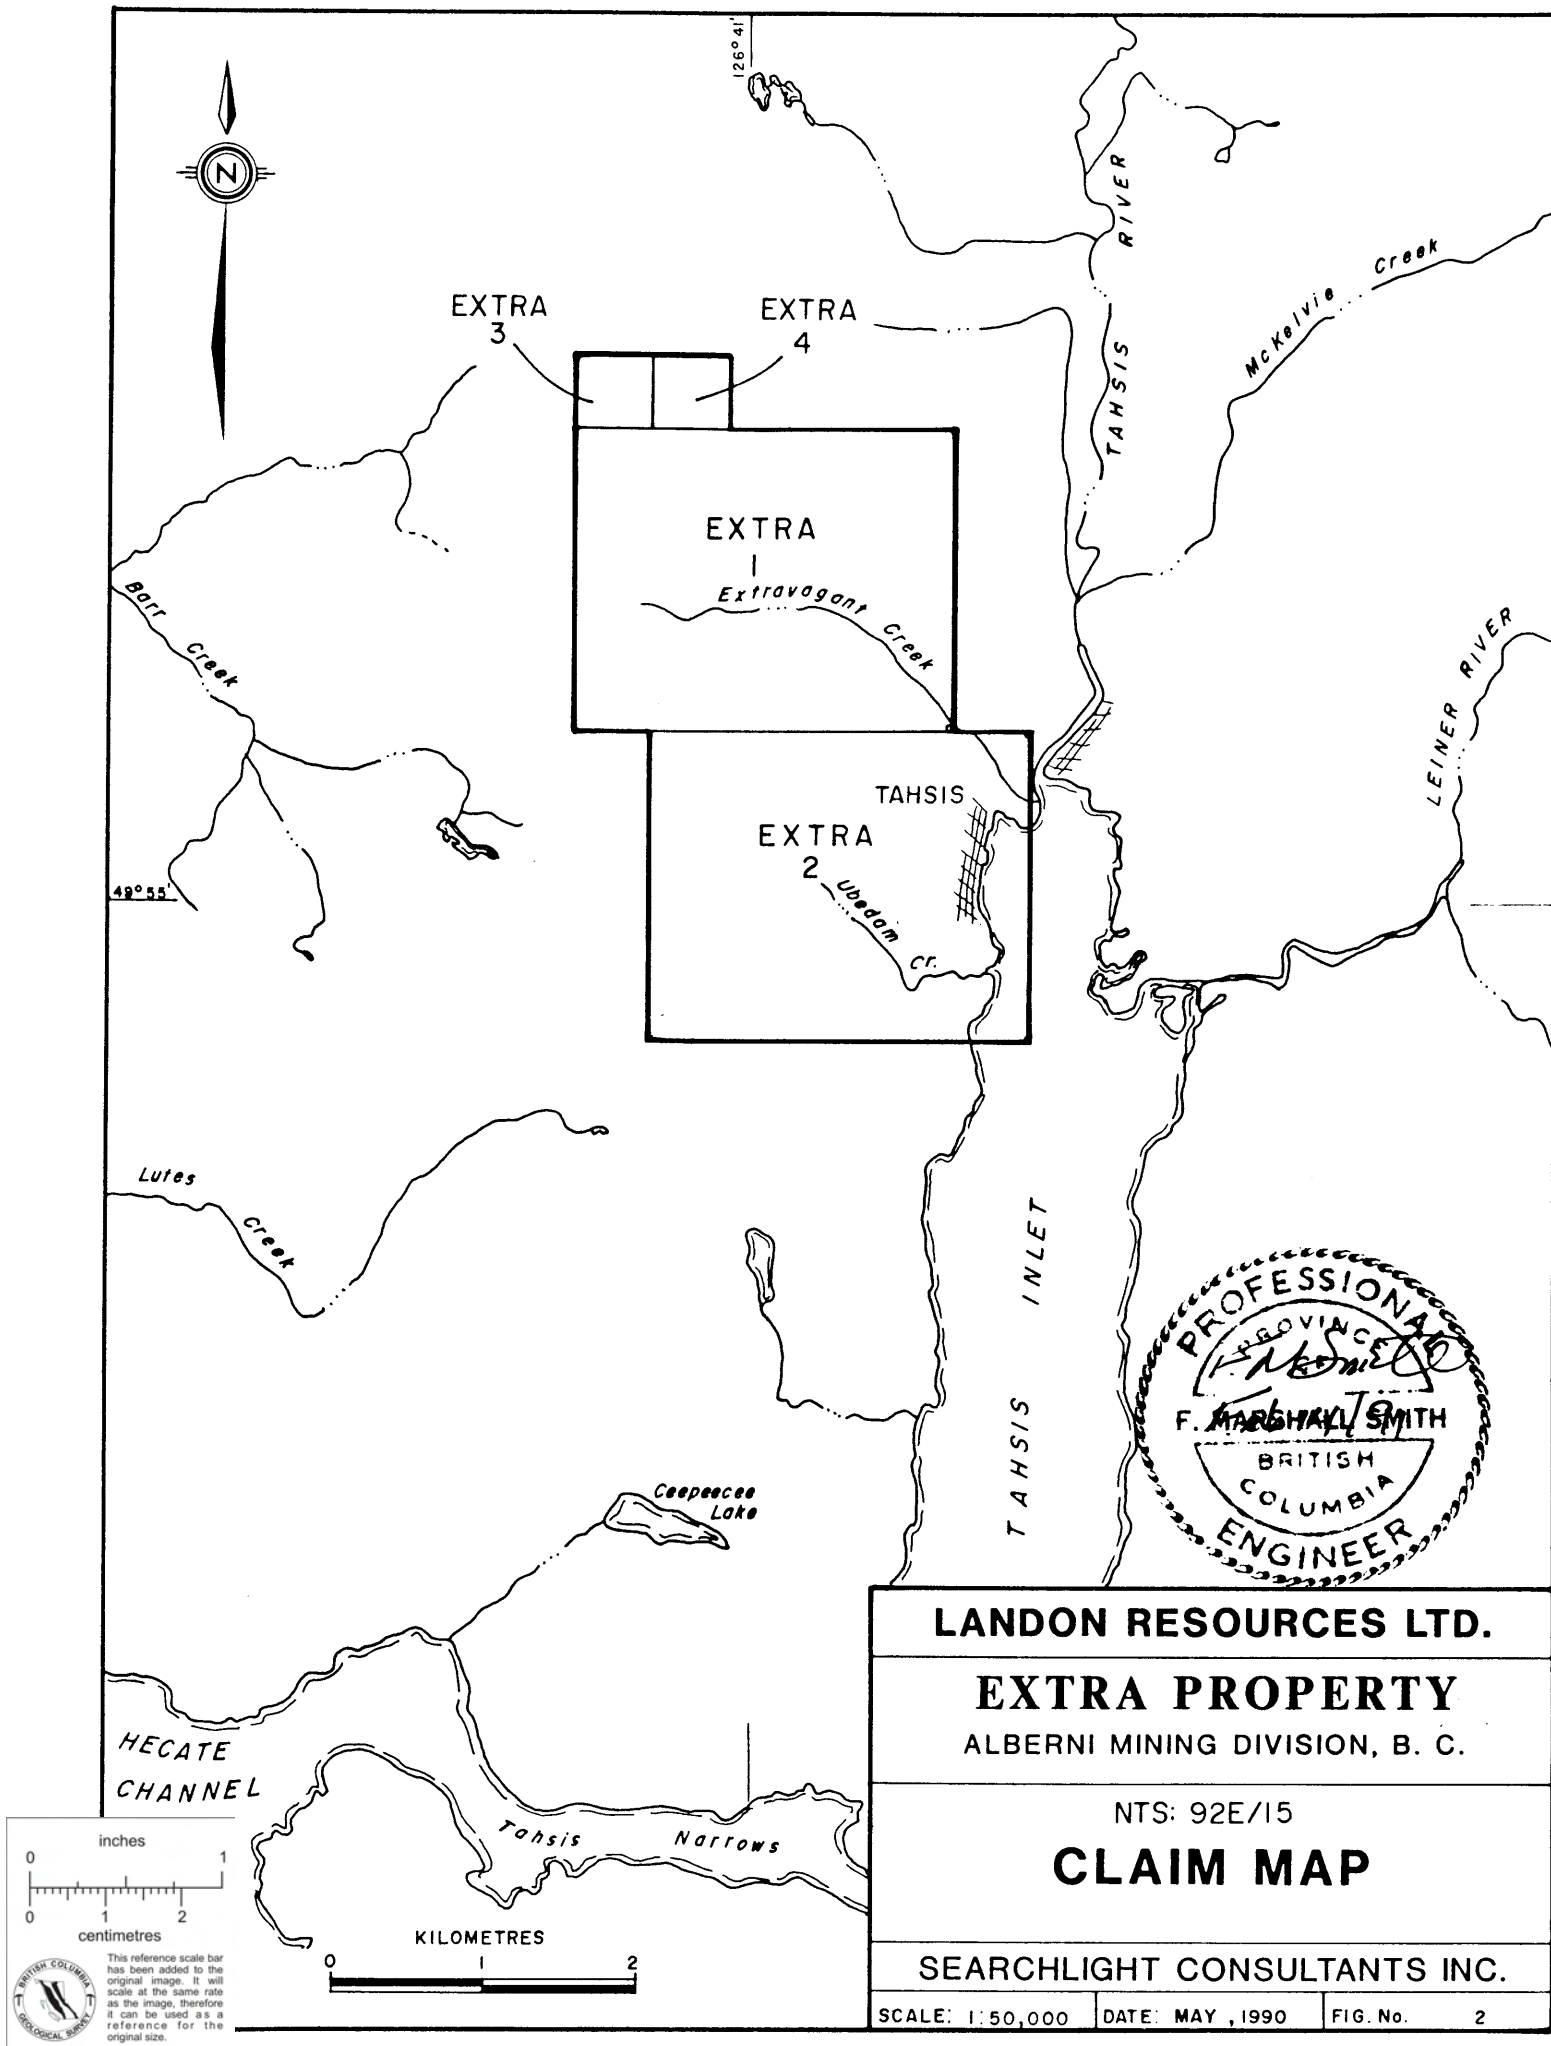 126°41'
N
TAHSIS RIVER
McKelvie Creek
EXTRA
3
EXTRA
4
EXTRA
1
Extravagant Creek
Barr Creek
LEINER RIVER
TAHSIS
EXTRA
2
Ubedam Cr.
49°55'
Lutes Creek
TAHSIS INLET
PROFESSIONAL
PROVINCE
OF
F. MARSHALL SMITH
BRITISH
COLUMBIA
ENGINEER
Ceepeecee
Lake
HECATE
CHANNEL
Tahsis Narrows
LANDON RESOURCES LTD.
EXTRA PROPERTY
ALBERNI MINING DIVISION, B. C.
NTS: 92E/15
CLAIM MAP
SEARCHLIGHT CONSULTANTS INC.
SCALE: 1:50,000 DATE: MAY, 1990 FIG. No. 2
KILOMETRES
0 1 2
inches
0 1
0 1 2
centimetres
BRITISH COLUMBIA
GEOLOGICAL SURVEY
This reference scale bar
has been added to the
original image. It will
scale at the same rate
as the image, therefore
it can be used as a
reference for the
original size.